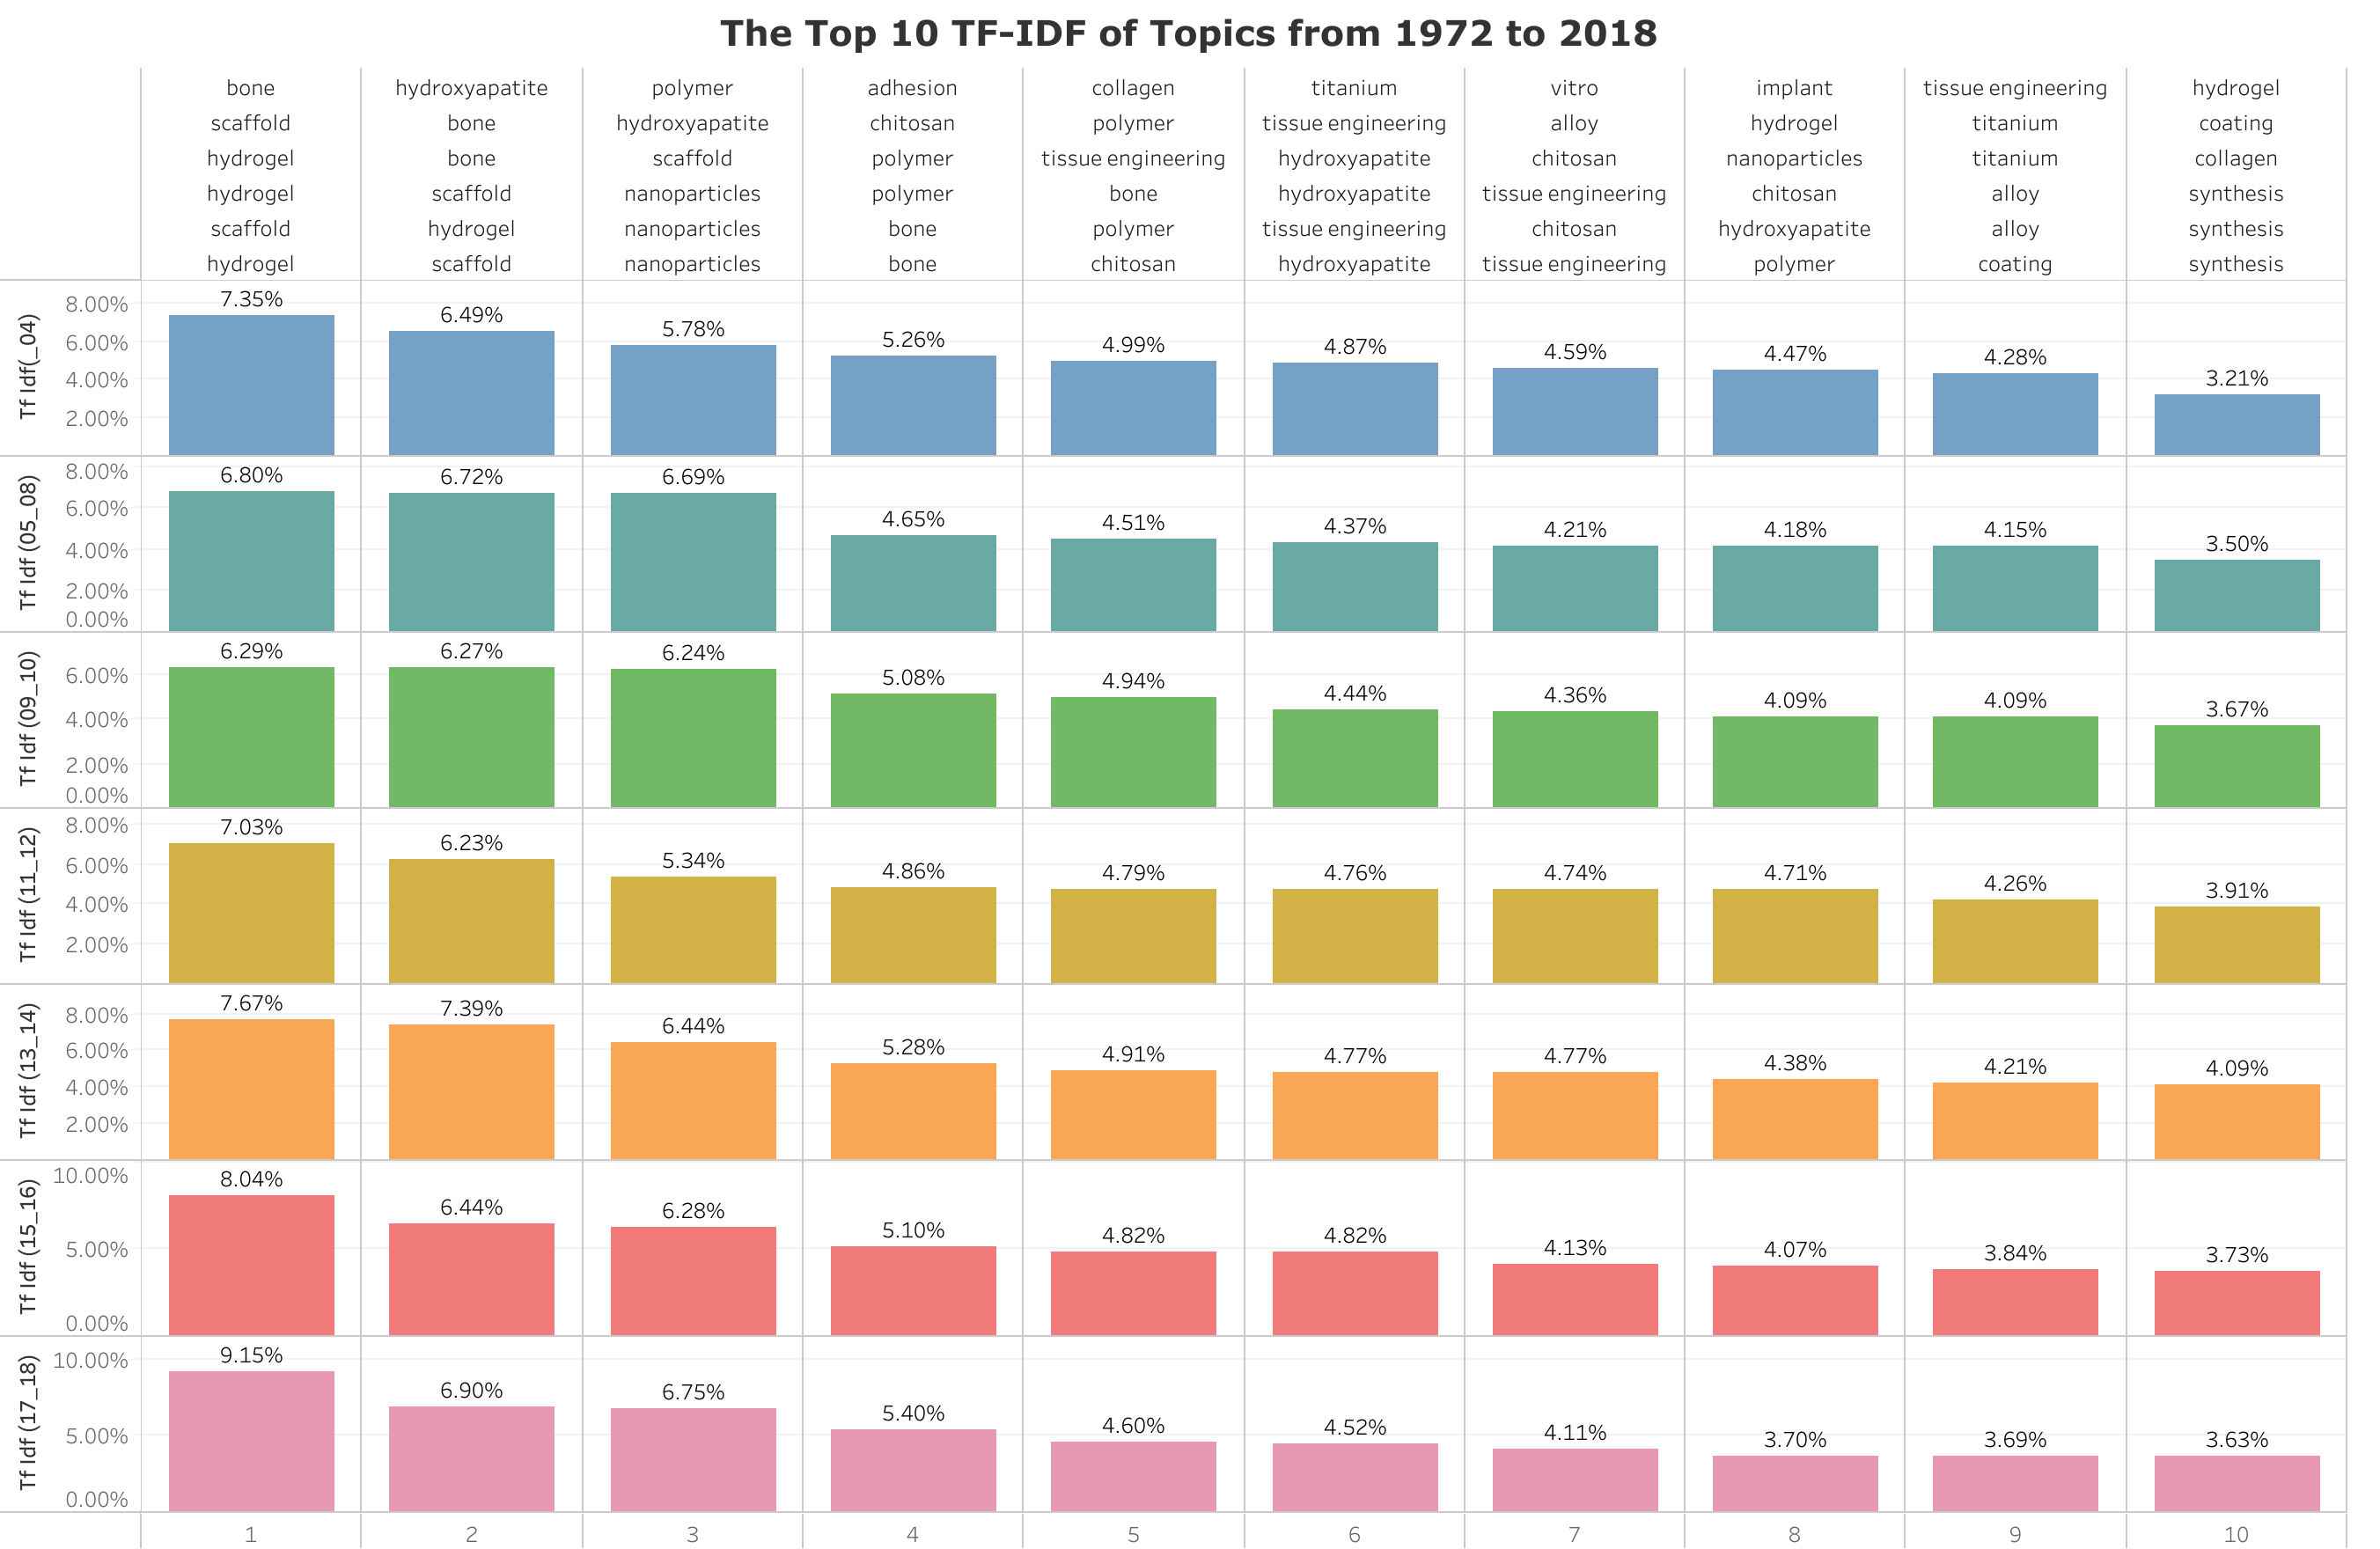 The Top 10 TF-IDF of Topics from 1972 to 2018
bone hydroxyapatite polymer adhesion collagen titanium vitro implant tissue engineering hydrogel
scaffold bone hydroxyapatite chitosan polymer tissue engineering alloy hydrogel titanium coating
hydrogel bone scaffold polymer tissue engineering hydroxyapatite chitosan nanoparticles titanium collagen
hydrogel scaffold nanoparticles polymer bone hydroxyapatite tissue engineering chitosan alloy synthesis
scaffold hydrogel nanoparticles bone polymer tissue engineering chitosan hydroxyapatite alloy synthesis
hydrogel scaffold nanoparticles bone chitosan hydroxyapatite tissue engineering polymer coating synthesis
Tf Idf(_04)
8.00%
6.00%
4.00%
2.00%
7.35% 6.49% 5.78% 5.26% 4.99% 4.87% 4.59% 4.47% 4.28% 3.21%
Tf Idf (05_08)
8.00%
6.00%
4.00%
2.00%
0.00%
6.80% 6.72% 6.69% 4.65% 4.51% 4.37% 4.21% 4.18% 4.15% 3.50%
Tf Idf (09_10)
6.00%
4.00%
2.00%
0.00%
6.29% 6.27% 6.24% 5.08% 4.94% 4.44% 4.36% 4.09% 4.09% 3.67%
Tf Idf (11_12)
8.00%
6.00%
4.00%
2.00%
7.03% 6.23% 5.34% 4.86% 4.79% 4.76% 4.74% 4.71% 4.26% 3.91%
Tf Idf (13_14)
8.00%
6.00%
4.00%
2.00%
7.67% 7.39% 6.44% 5.28% 4.91% 4.77% 4.77% 4.38% 4.21% 4.09%
Tf Idf (15_16)
10.00%
5.00%
0.00%
8.04% 6.44% 6.28% 5.10% 4.82% 4.82% 4.13% 4.07% 3.84% 3.73%
Tf Idf (17_18)
10.00%
5.00%
0.00%
9.15% 6.90% 6.75% 5.40% 4.60% 4.52% 4.11% 3.70% 3.69% 3.63%
1 2 3 4 5 6 7 8 9 10